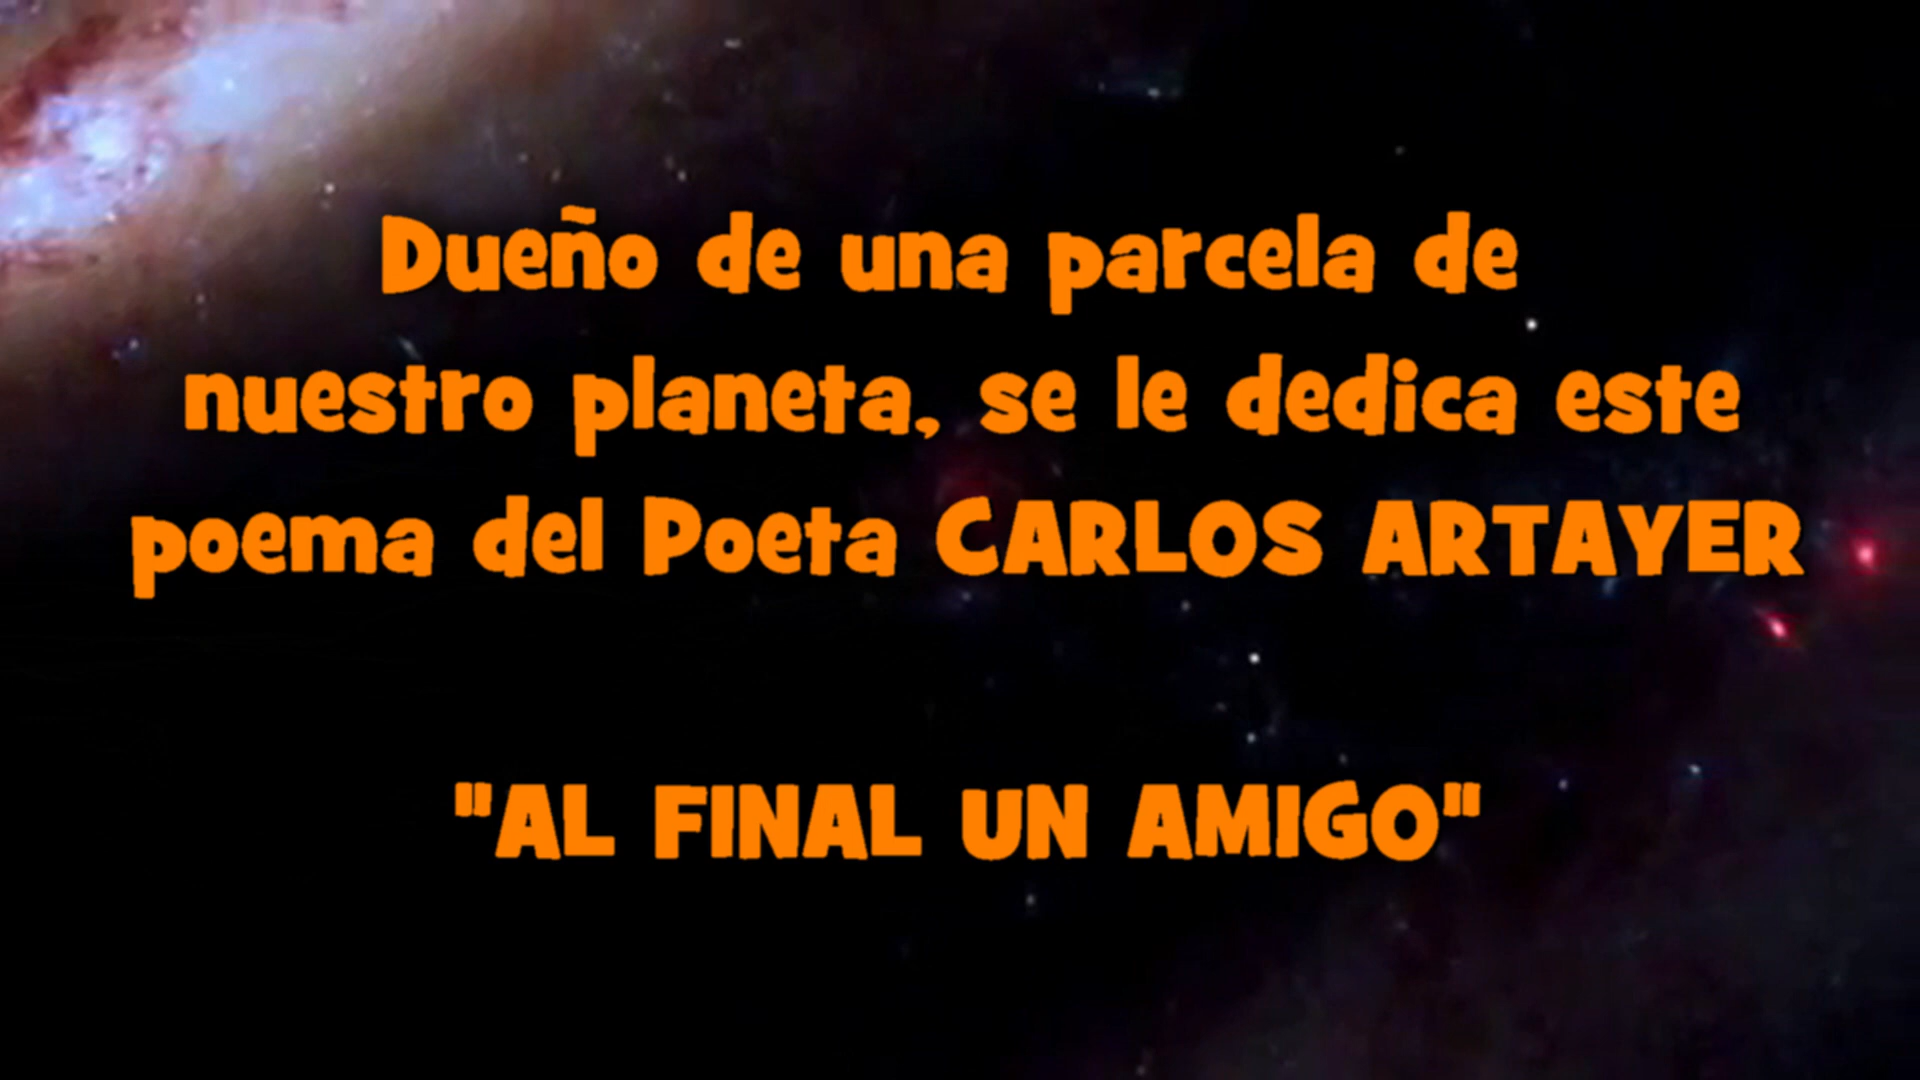 Dueño de una parcela de
nuestro planeta, se le dedica este
poema del Poeta CARLOS ARTAYER
"AL FINAL UN AMIGO"